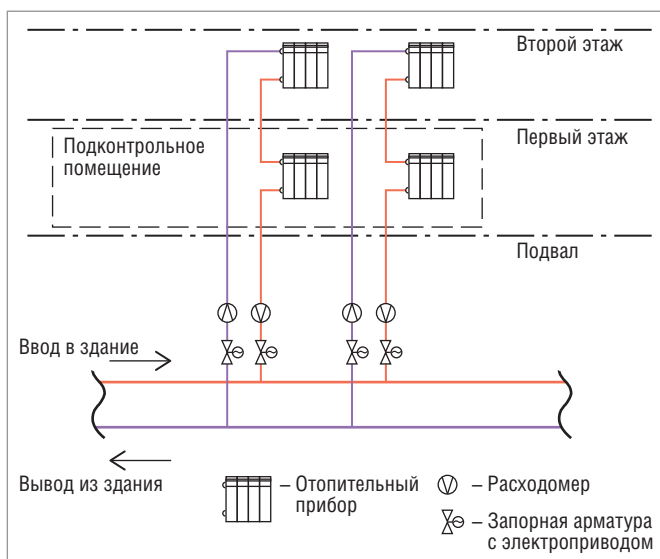 Второй этаж
Подконтрольное
помещение
Первый этаж
Подвал
Ввод в здание
Вывод из здания
– Отопительный
прибор
– Расходомер
– Запорная арматура
с электроприводом